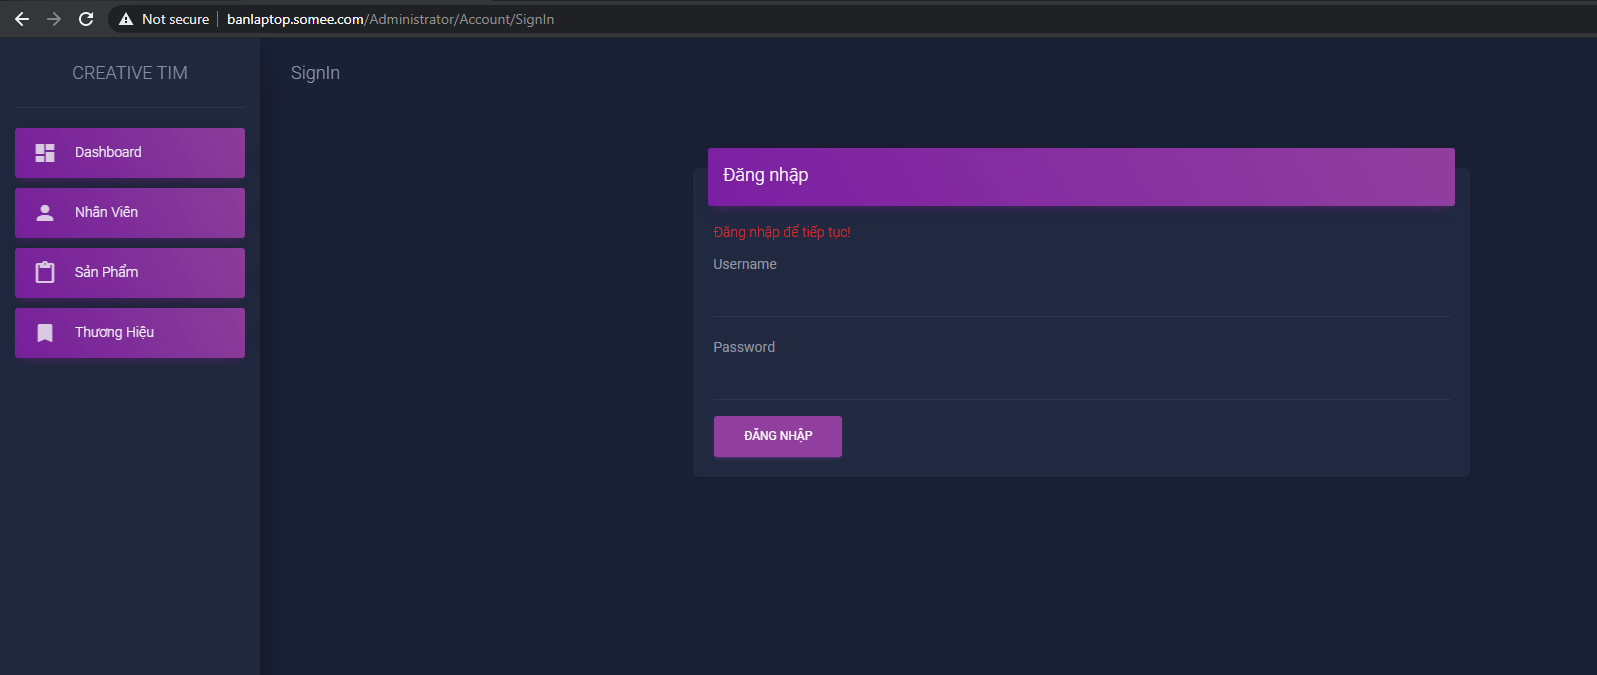 Not secure banlaptop.somee.com/Administrator/Account/SignIn
CREATIVE TIM
Dashboard
Nhân Viên
Sản Phẩm
Thương Hiệu
SignIn
Đăng nhập
Đăng nhập để tiếp tục!
Username
Password
ĐĂNG NHẬP